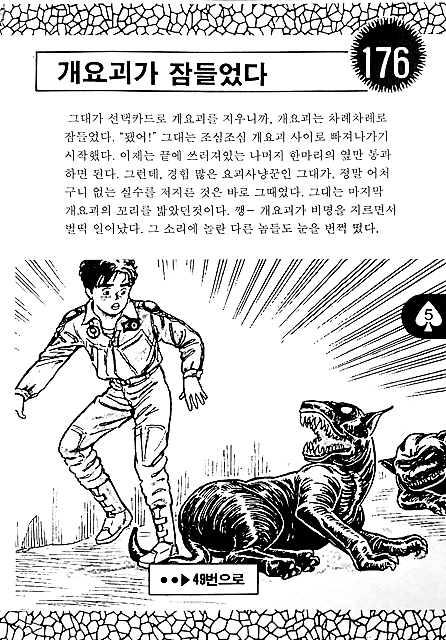 176
개요괴가 잠들었다
그대가 선택카드로 개요괴를 지우니까, 개요괴는 차례차례로
잠들었다. “됐어!” 그대는 조심조심 개요괴 사이로 빠져나가기
시작했다. 이제는 끝에 쓰러져있는 나머지 한마리의 옆만 통과
하면 된다. 그런데, 경험 많은 요괴사냥꾼인 그대가, 정말 어처
구니 없는 실수를 저지른 것은 바로 그때였다. 그대는 마지막
개요괴의 꼬리를 밟았던것이다. 깽— 개요괴가 비명을 지르면서
벌떡 일어났다. 그 소리에 놀란 다른 놈들도 눈을 번쩍 떴다.
5
••▶49번으로